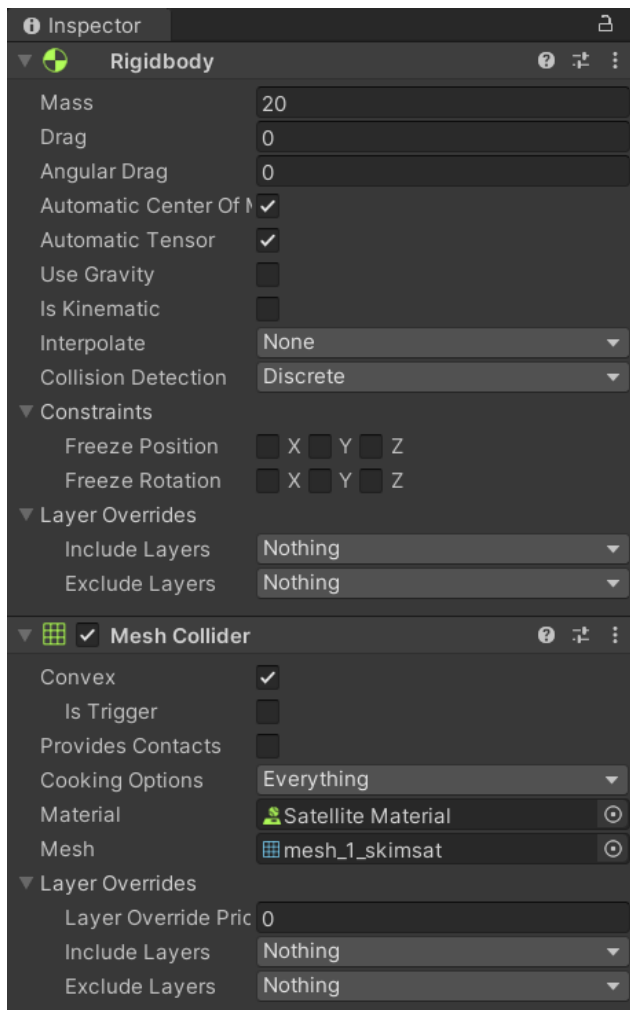 Inspector
Rigidbody
Mass 20
Drag 0
Angular Drag 0
Automatic Center Of M
Automatic Tensor
Use Gravity
Is Kinematic
Interpolate None
Collision Detection Discrete
Constraints
Freeze Position X Y Z
Freeze Rotation X Y Z
Layer Overrides
Include Layers Nothing
Exclude Layers Nothing
Mesh Collider
Convex
Is Trigger
Provides Contacts
Cooking Options Everything
Material Satellite Material
Mesh mesh_1_skimsat
Layer Overrides
Layer Override Pric 0
Include Layers Nothing
Exclude Layers Nothing